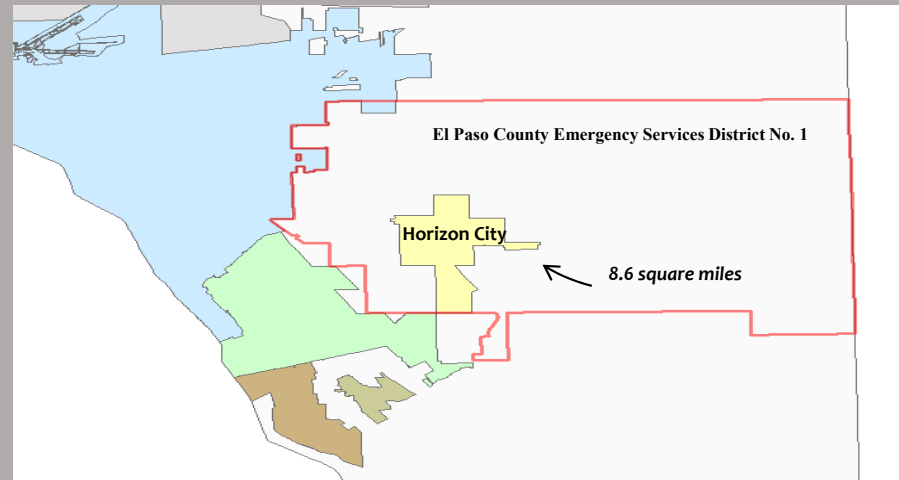 El Paso County Emergency Services District No. 1
Horizon City
8.6 square miles